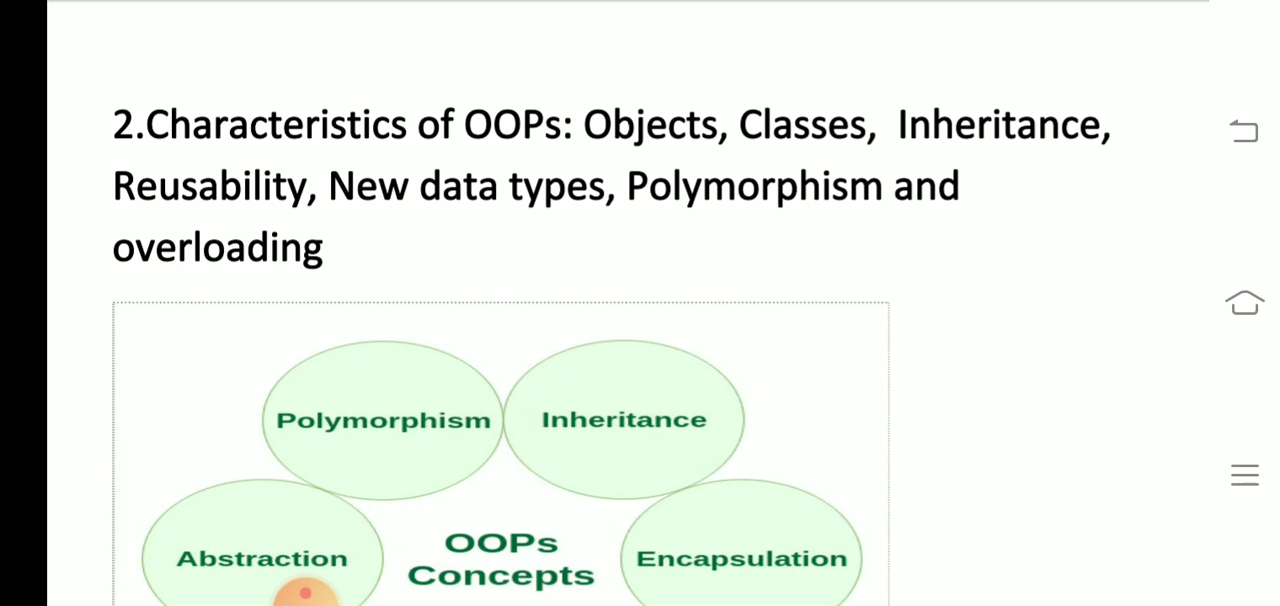 2.Characteristics of OOPs: Objects, Classes,  Inheritance,
Reusability, New data types, Polymorphism and
overloading
Polymorphism
Inheritance
Abstraction
OOPs
Concepts
Encapsulation